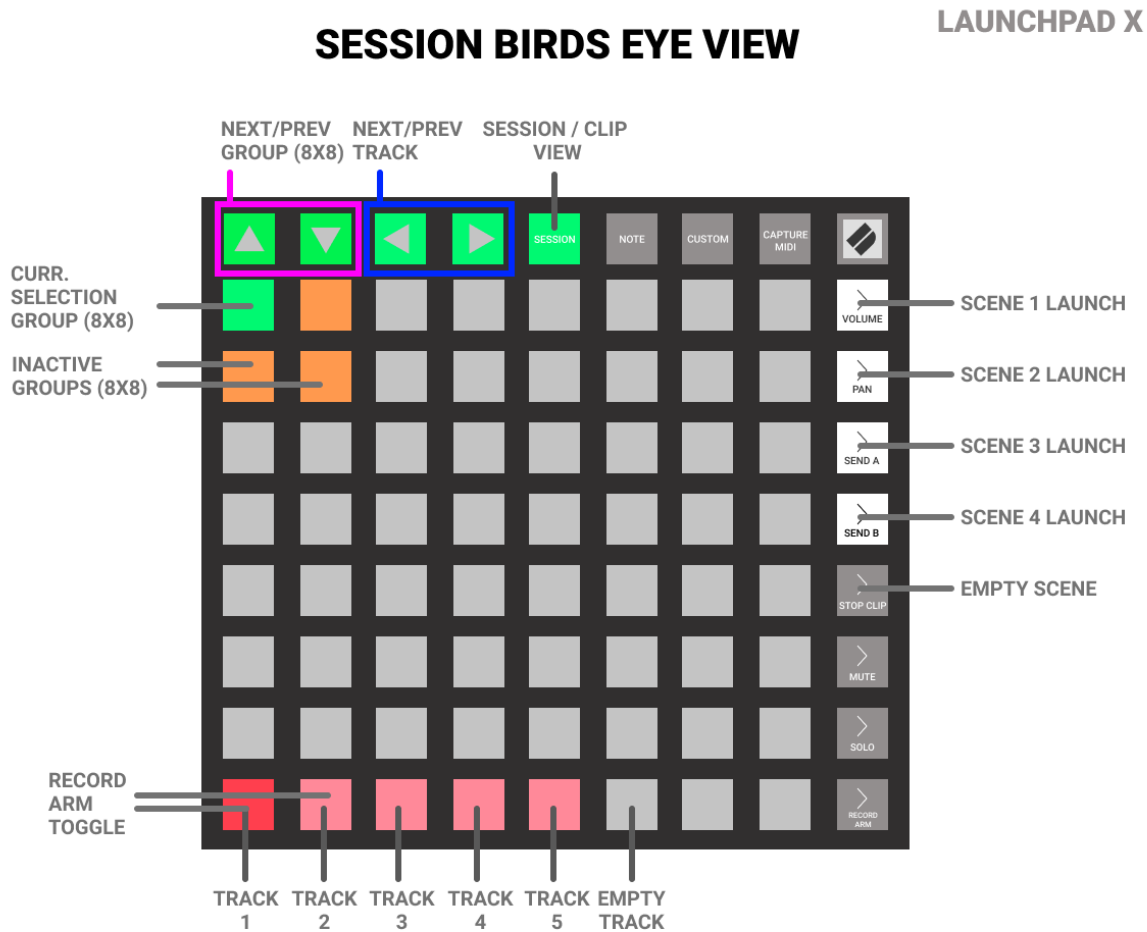 LAUNCHPAD X
SESSION BIRDS EYE VIEW
NEXT/PREV
GROUP (8X8)
NEXT/PREV
TRACK
SESSION / CLIP
VIEW
SESSION
NOTE
CUSTOM
CAPTURE
MIDI
CURR.
SELECTION
GROUP (8X8)
VOLUME
SCENE 1 LAUNCH
INACTIVE
GROUPS (8X8)
PAN
SCENE 2 LAUNCH
SEND A
SCENE 3 LAUNCH
SEND B
SCENE 4 LAUNCH
STOP CLIP
EMPTY SCENE
MUTE
SOLO
RECORD
ARM
TOGGLE
RECORD
ARM
TRACK
1
TRACK
2
TRACK
3
TRACK
4
TRACK
5
EMPTY
TRACK